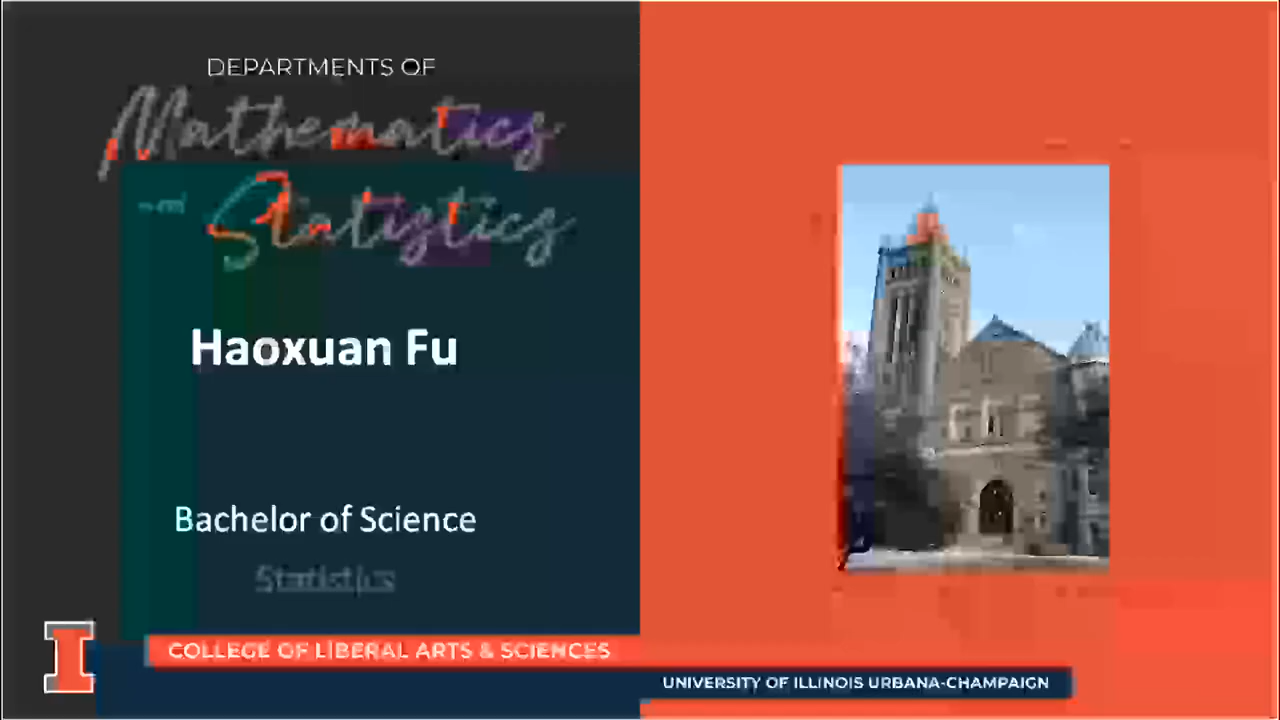 DEPARTMENTS OF
Mathematics
and
Statistics
Haoxuan Fu
Bachelor of Science
Statistics
COLLEGE OF LIBERAL ARTS & SCIENCES
UNIVERSITY OF ILLINOIS URBANA-CHAMPAIGN
I